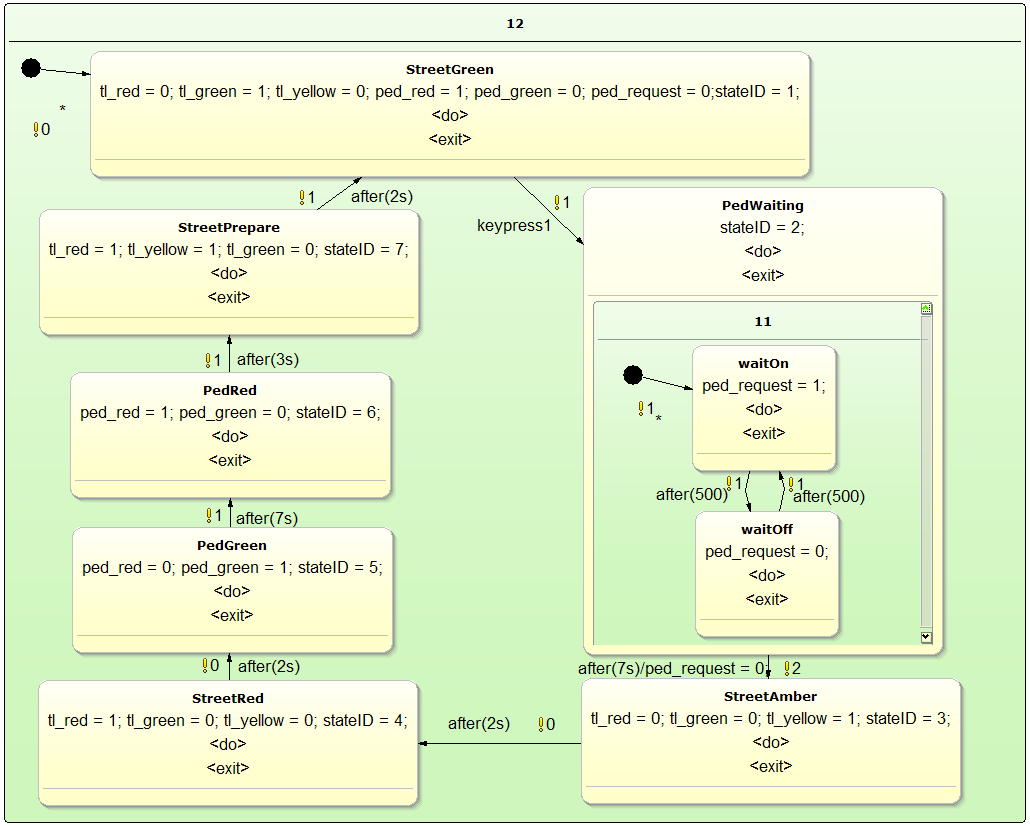 12
StreetGreen
tl_red = 0; tl_green = 1; tl_yellow = 0; ped_red = 1; ped_green = 0; ped_request = 0;stateID = 1;
<do>
<exit>
*
!0
!1
after(2s)
!1
keypress1
StreetPrepare
tl_red = 1; tl_yellow = 1; tl_green = 0; stateID = 7;
<do>
<exit>
PedWaiting
stateID = 2;
<do>
<exit>
11
waitOn
ped_request = 1;
<do>
<exit>
!1
*
!1
after(500)
!1
after(500)
waitOff
ped_request = 0;
<do>
<exit>
!1
after(3s)
PedRed
ped_red = 1; ped_green = 0; stateID = 6;
<do>
<exit>
!1
after(7s)
PedGreen
ped_red = 0; ped_green = 1; stateID = 5;
<do>
<exit>
!0
after(2s)
after(7s)/ped_request = 0;
!2
StreetRed
tl_red = 1; tl_green = 0; tl_yellow = 0; stateID = 4;
<do>
<exit>
after(2s)
!0
StreetAmber
tl_red = 0; tl_green = 0; tl_yellow = 1; stateID = 3;
<do>
<exit>